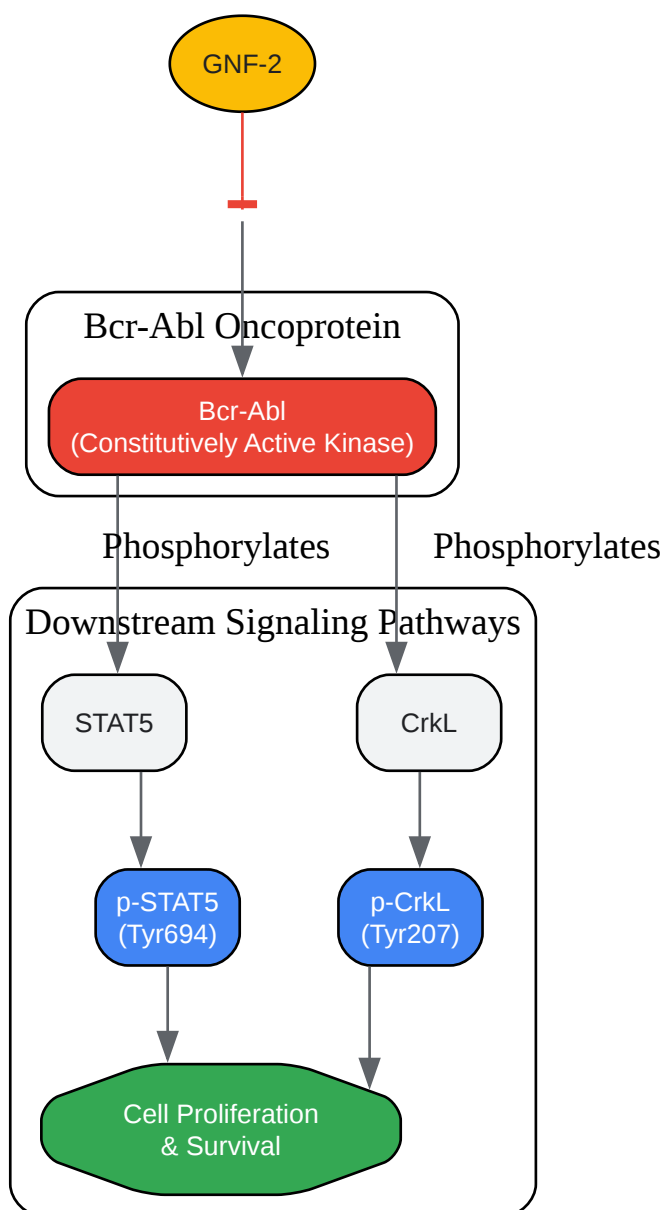 GNF-2
Bcr-Abl Oncoprotein
Bcr-Abl
(Constitutively Active Kinase)
Phosphorylates
Phosphorylates
Downstream Signaling Pathways
STAT5
CrkL
p-STAT5
(Tyr694)
p-CrkL
(Tyr207)
Cell Proliferation
& Survival